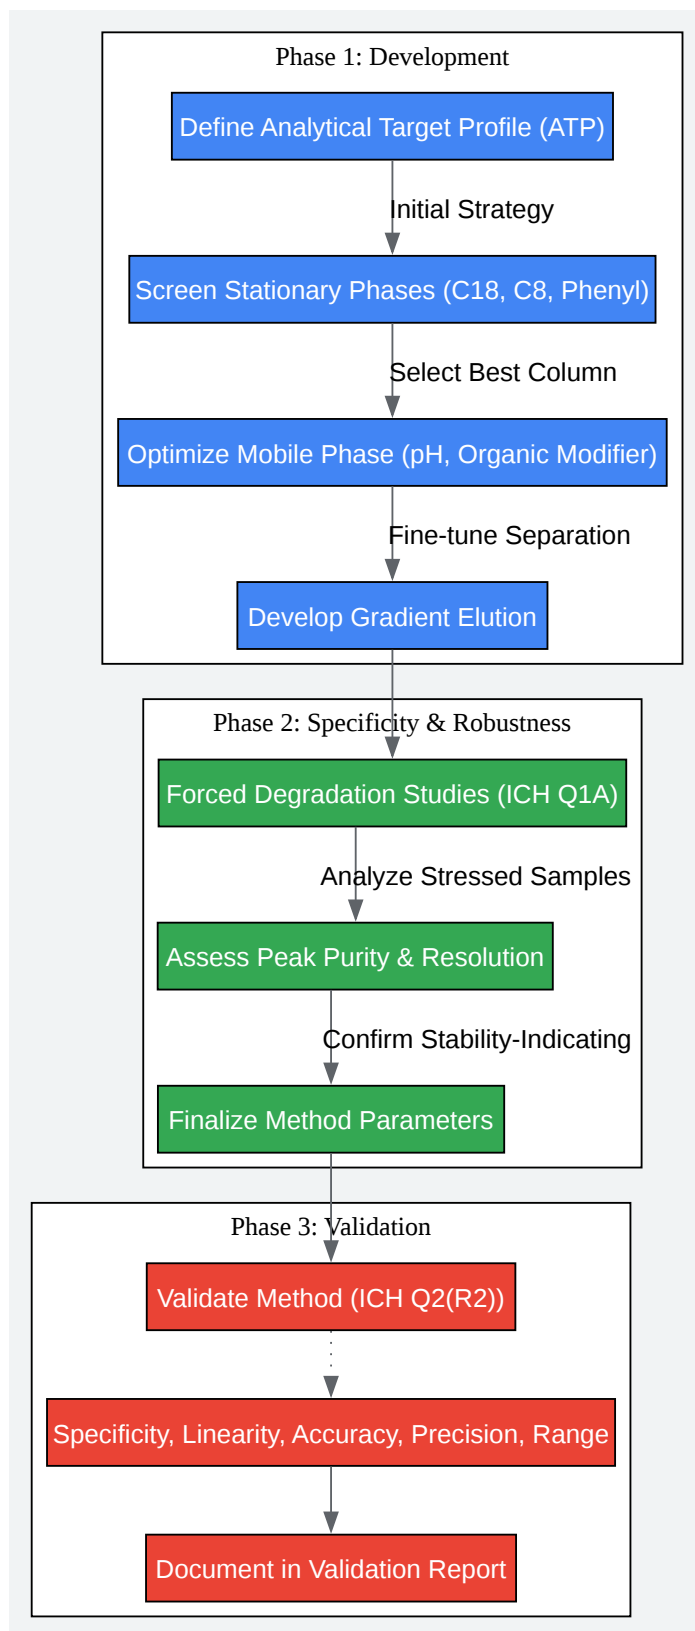 Phase 1: Development
Define Analytical Target Profile (ATP)
Initial Strategy
Screen Stationary Phases (C18, C8, Phenyl)
Select Best Column
Optimize Mobile Phase (pH, Organic Modifier)
Fine-tune Separation
Develop Gradient Elution
Phase 2: Specificity & Robustness
Forced Degradation Studies (ICH Q1A)
Analyze Stressed Samples
Assess Peak Purity & Resolution
Confirm Stability-Indicating
Finalize Method Parameters
Phase 3: Validation
Validate Method (ICH Q2(R2))
Specificity, Linearity, Accuracy, Precision, Range
Document in Validation Report